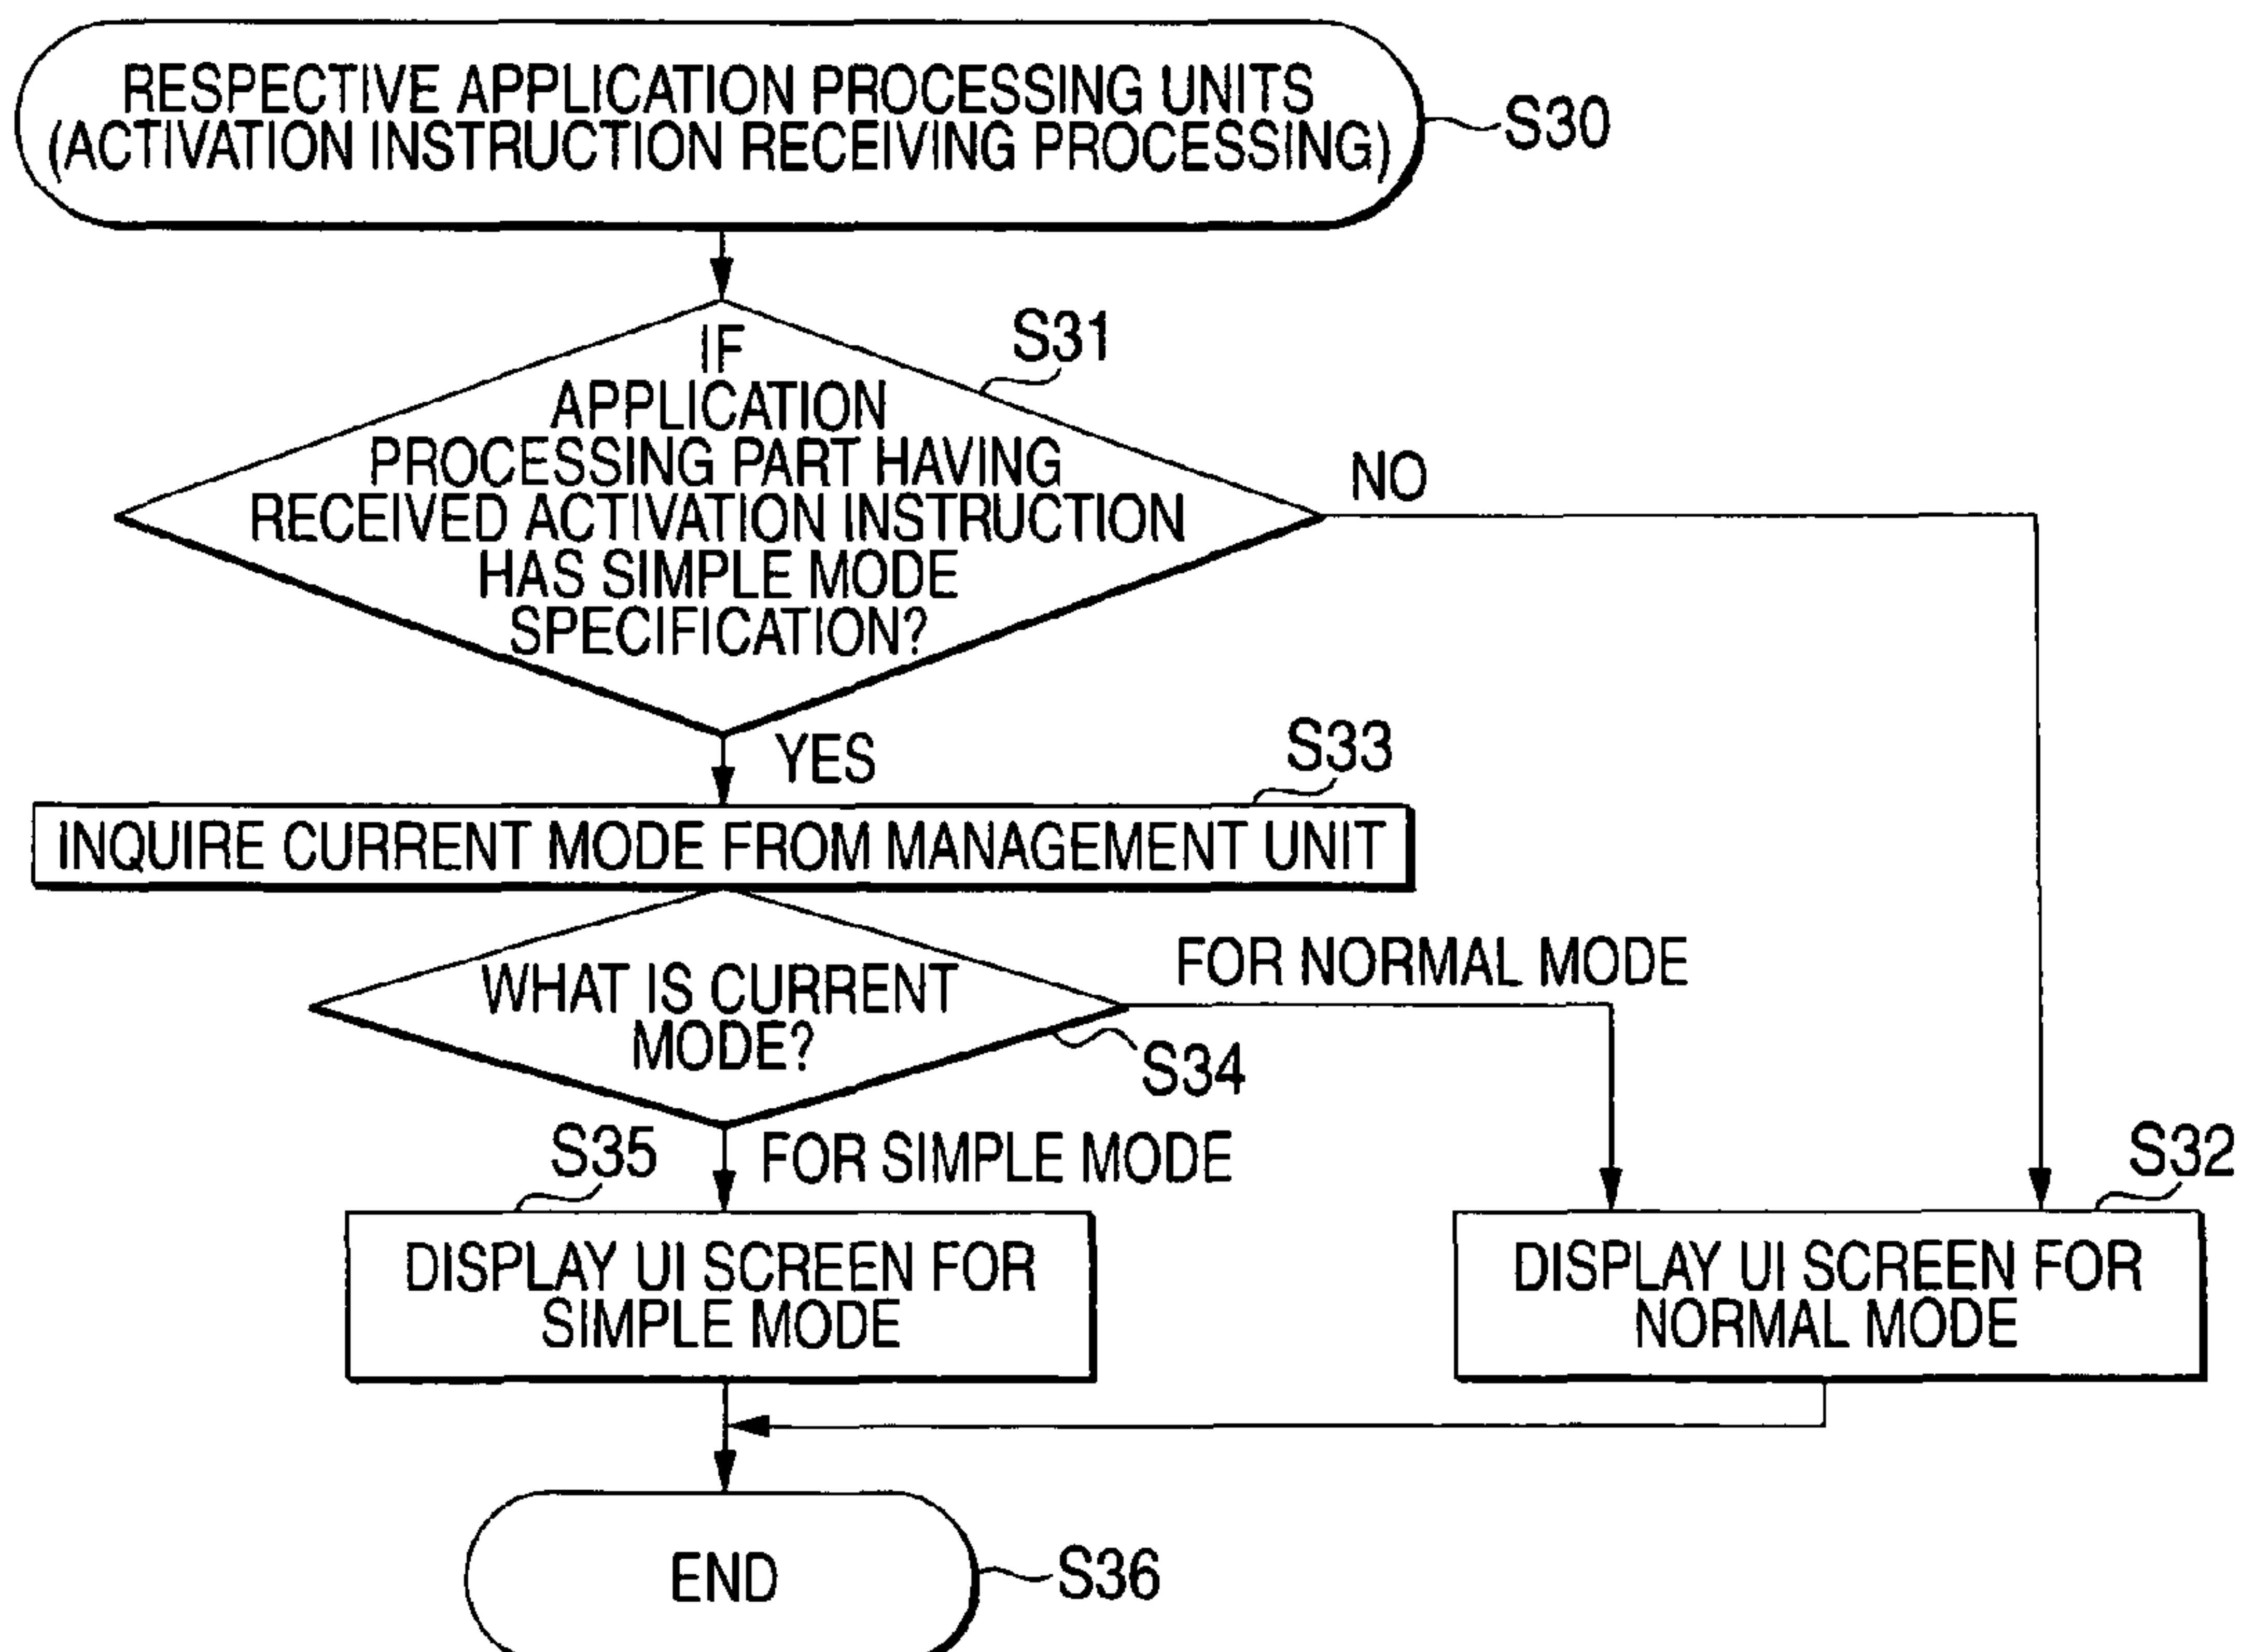 RESPECTIVE APPLICATION PROCESSING UNITS
(ACTIVATION INSTRUCTION RECEIVING PROCESSING)
S30
S31
IF
APPLICATION
PROCESSING PART HAVING
RECEIVED ACTIVATION INSTRUCTION
HAS SIMPLE MODE
SPECIFICATION?
NO
YES
S33
INQUIRE CURRENT MODE FROM MANAGEMENT UNIT
WHAT IS CURRENT
MODE?
FOR NORMAL MODE
S34
FOR SIMPLE MODE
S35
DISPLAY UI SCREEN FOR
SIMPLE MODE
S32
DISPLAY UI SCREEN FOR
NORMAL MODE
END
S36